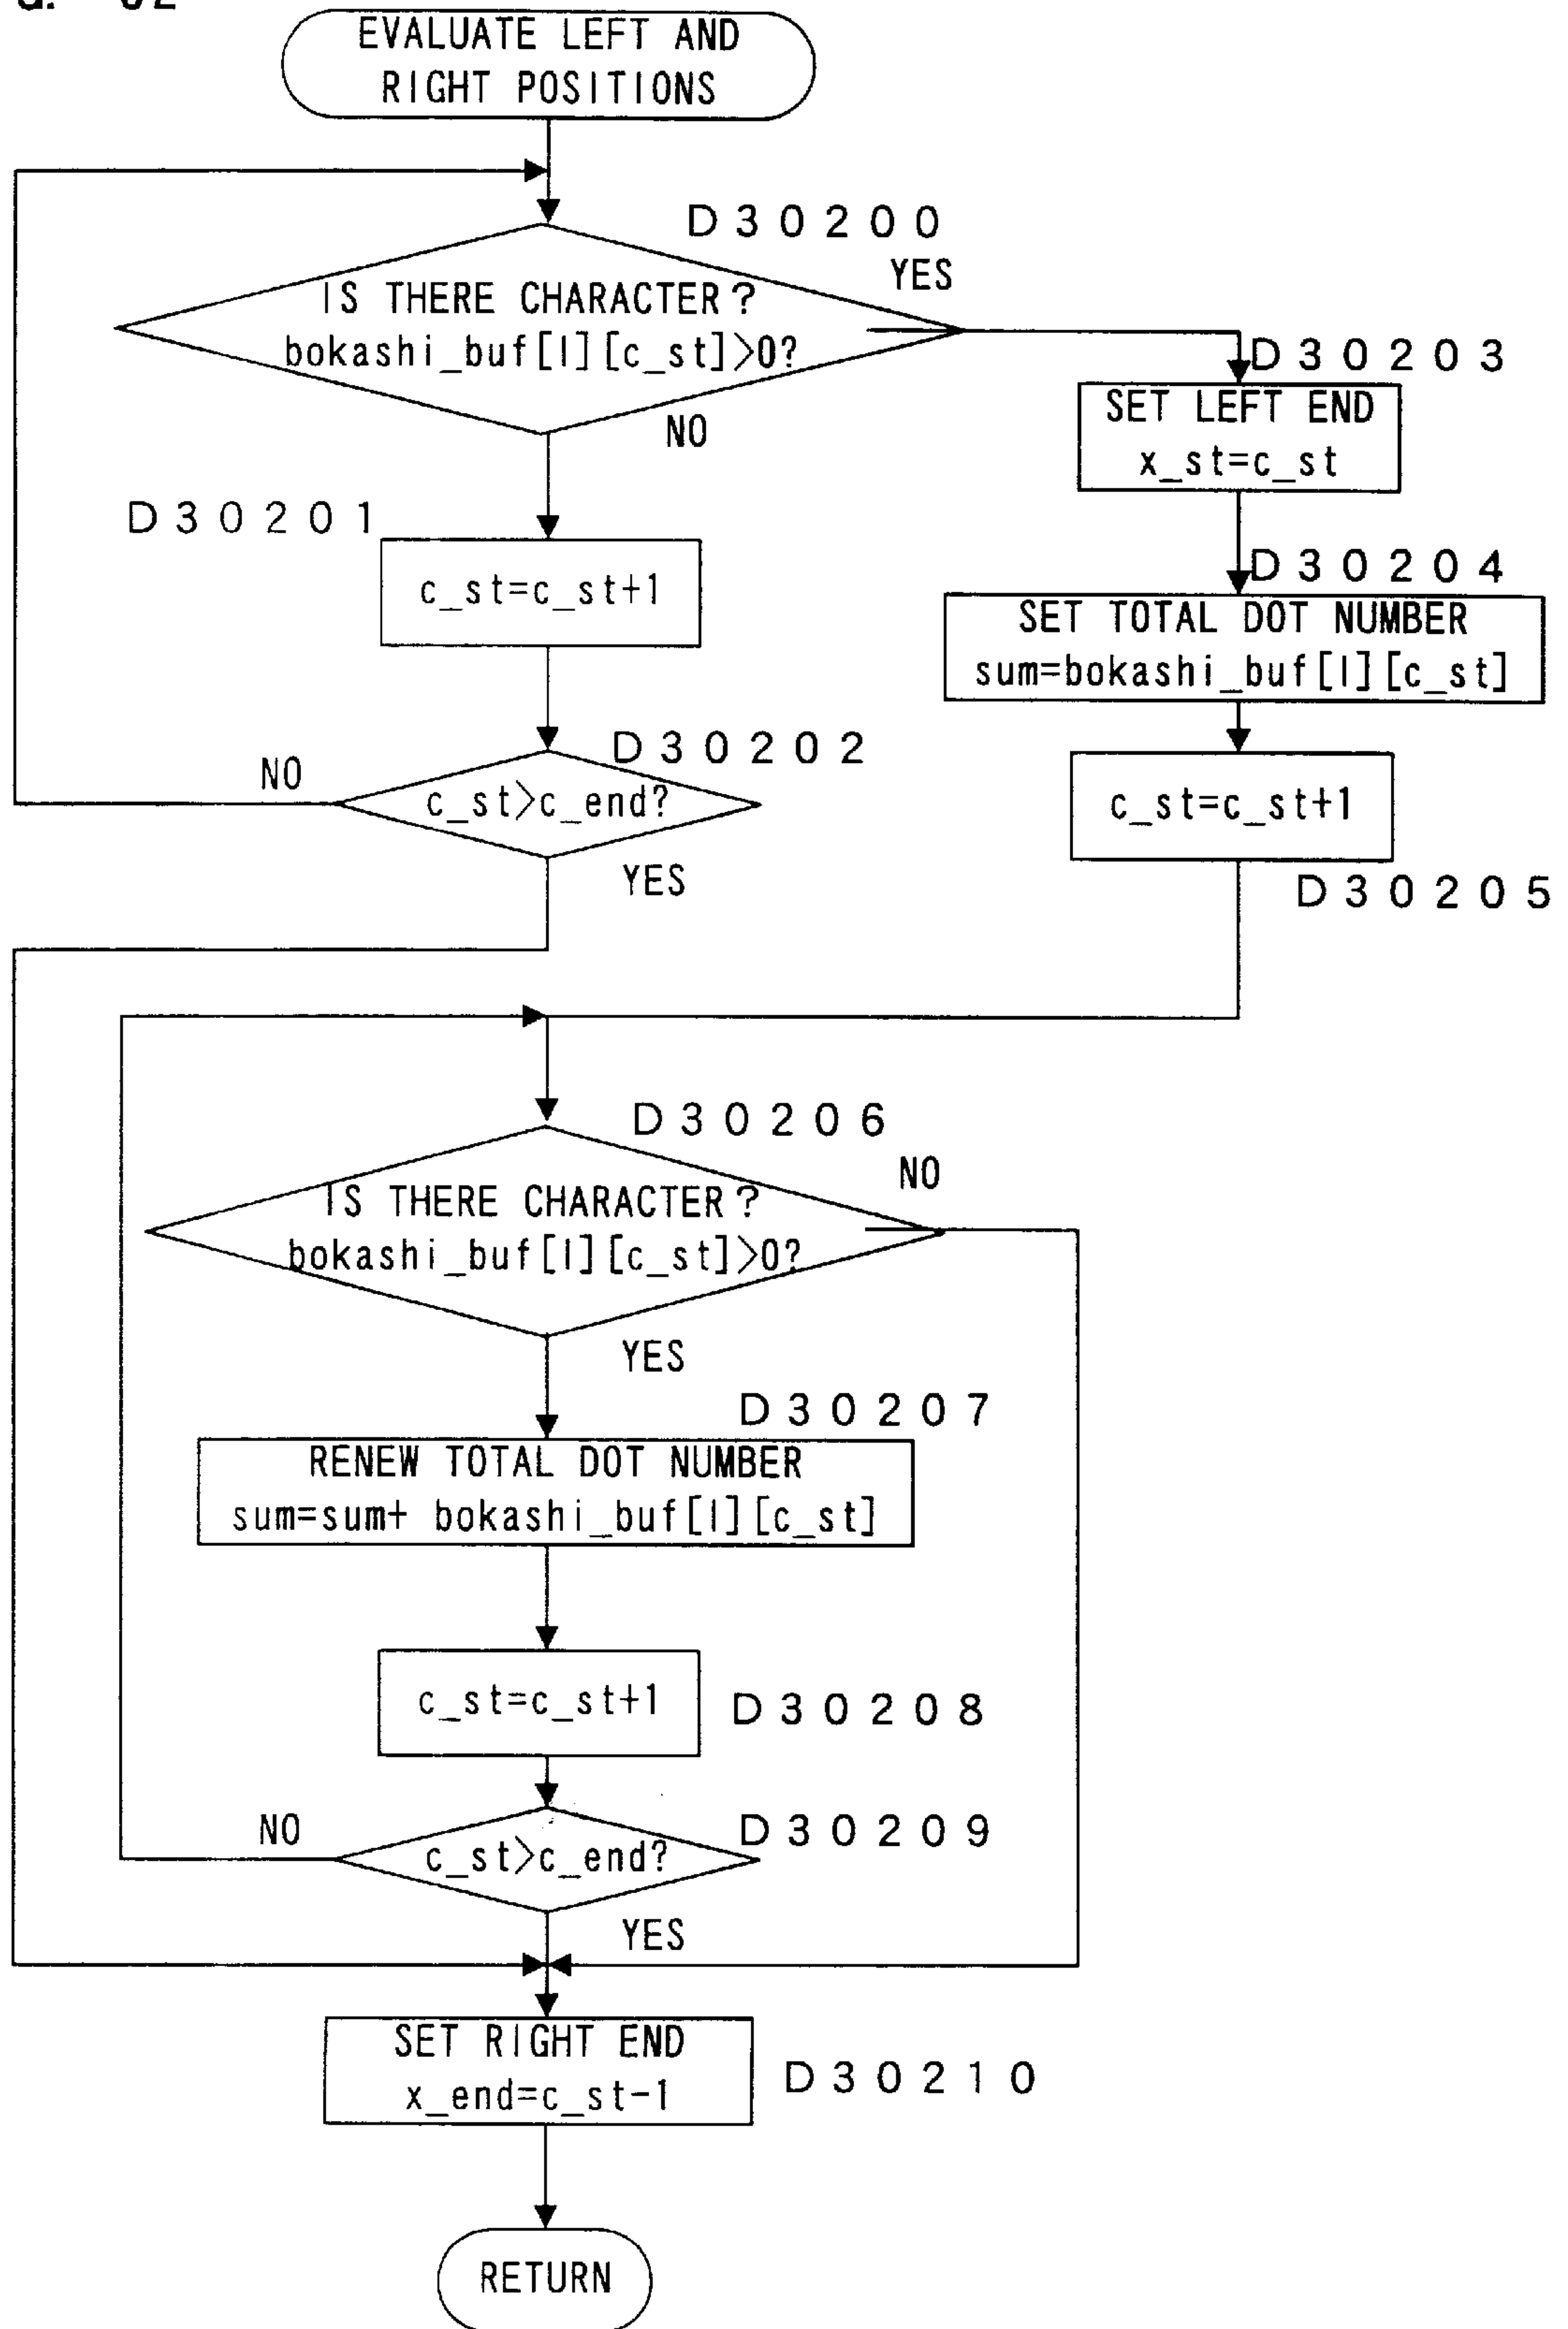 EVALUATE LEFT AND
RIGHT POSITIONS
D30200
YES
IS THERE CHARACTER?
bokashi_buf[l][c_st]>0?
NO
D30203
SET LEFT END
x_st=c_st
D30201
c_st=c_st+1
D30204
SET TOTAL DOT NUMBER
sum=bokashi_buf[l][c_st]
D30202
NO
c_st>c_end?
YES
c_st=c_st+1
D30205
D30206
NO
IS THERE CHARACTER?
bokashi_buf[l][c_st]>0?
YES
D30207
RENEW TOTAL DOT NUMBER
sum=sum+ bokashi_buf[l][c_st]
c_st=c_st+1
D30208
NO
D30209
c_st>c_end?
YES
SET RIGHT END
x_end=c_st-1
D30210
RETURN